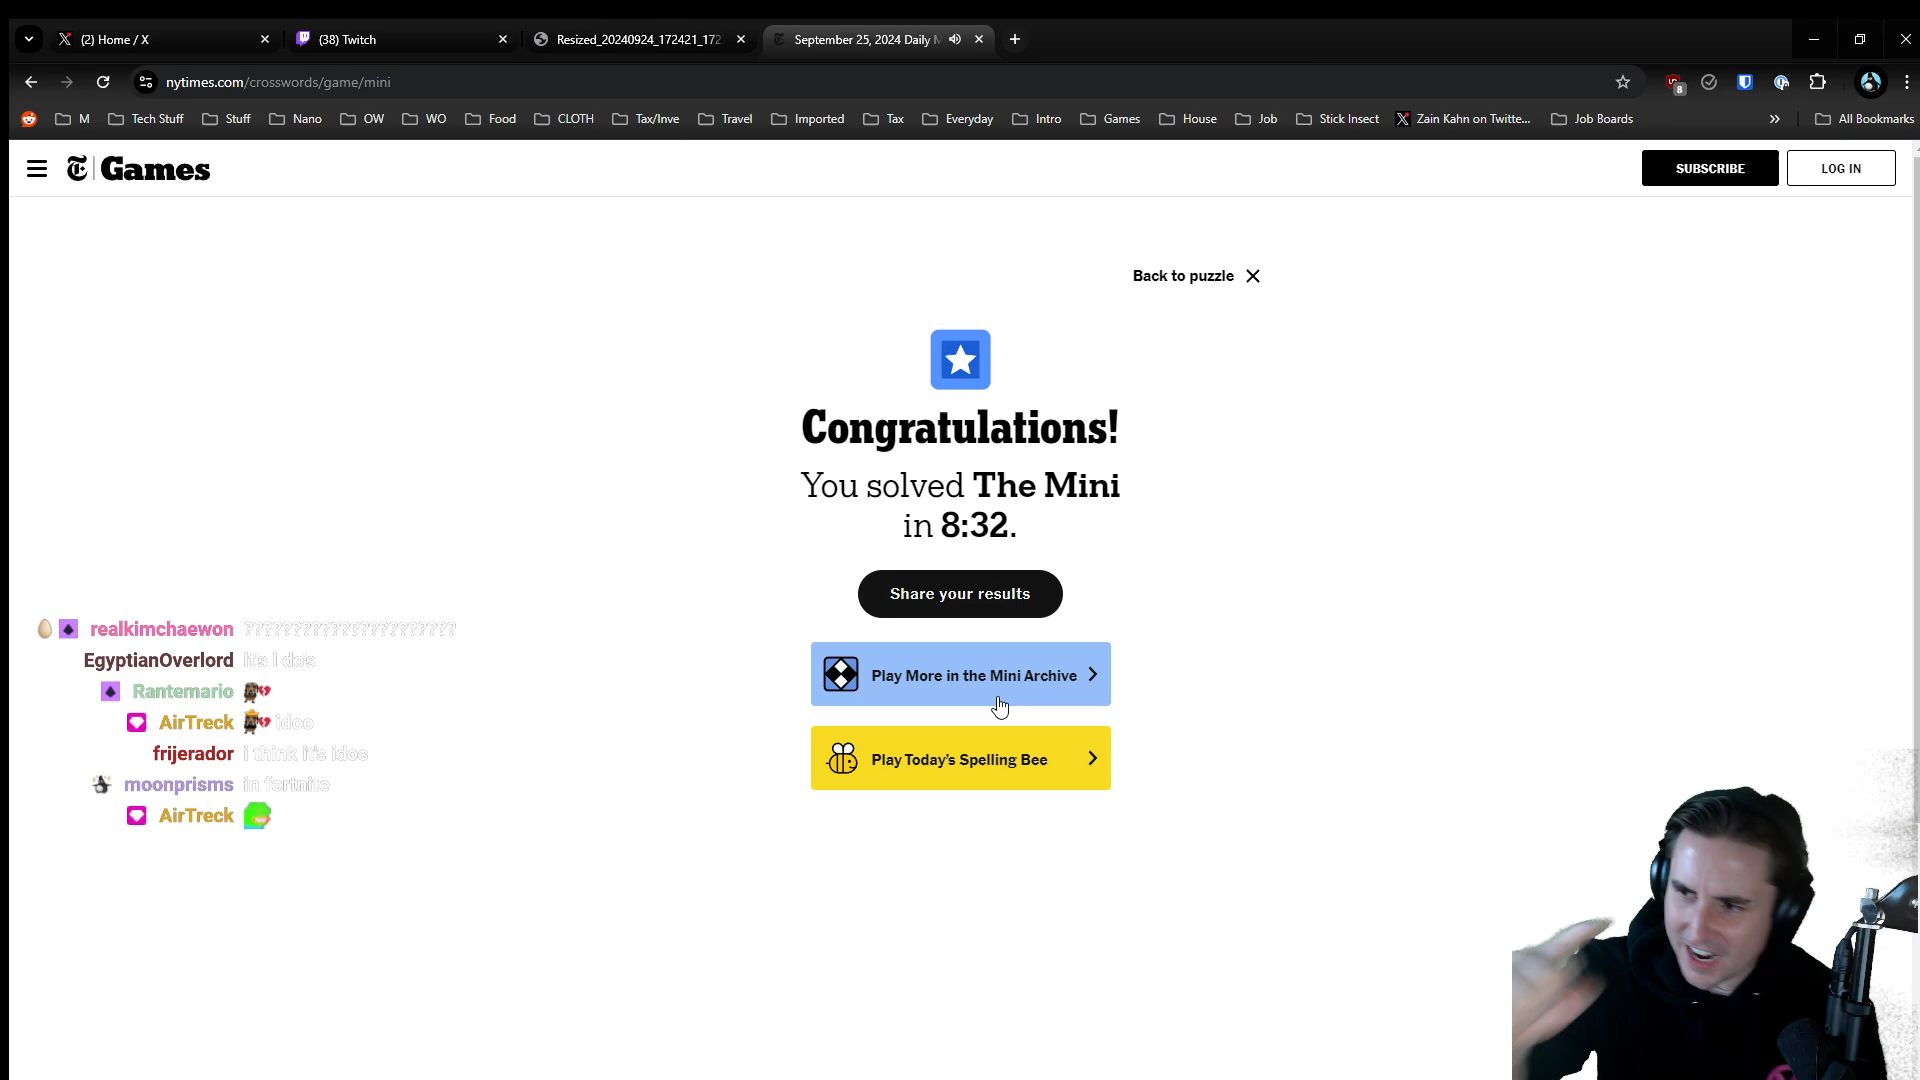 (2) Home / X
(38) Twitch
Resized_20240924_172421_172
September 25, 2024 Daily M
nytimes.com/crosswords/game/mini
8
M
Tech Stuff
Stuff
Nano
OW
WO
Food
CLOTH
Tax/Inve
Travel
Imported
Tax
Everyday
Intro
Games
House
Job
Stick Insect
Zain Kahn on Twitte...
Job Boards
All Bookmarks
T Games
SUBSCRIBE
LOG IN
Back to puzzle
Congratulations!
You solved The Mini
in 8:32.
Share your results
Play More in the Mini Archive
Play Today's Spelling Bee
realkimchaewon ??????????????????????
EgyptianOverlord it's i do's
Rantemario
AirTreck idoo
frijerador i think it's idos
moonprisms in fortnite
AirTreck